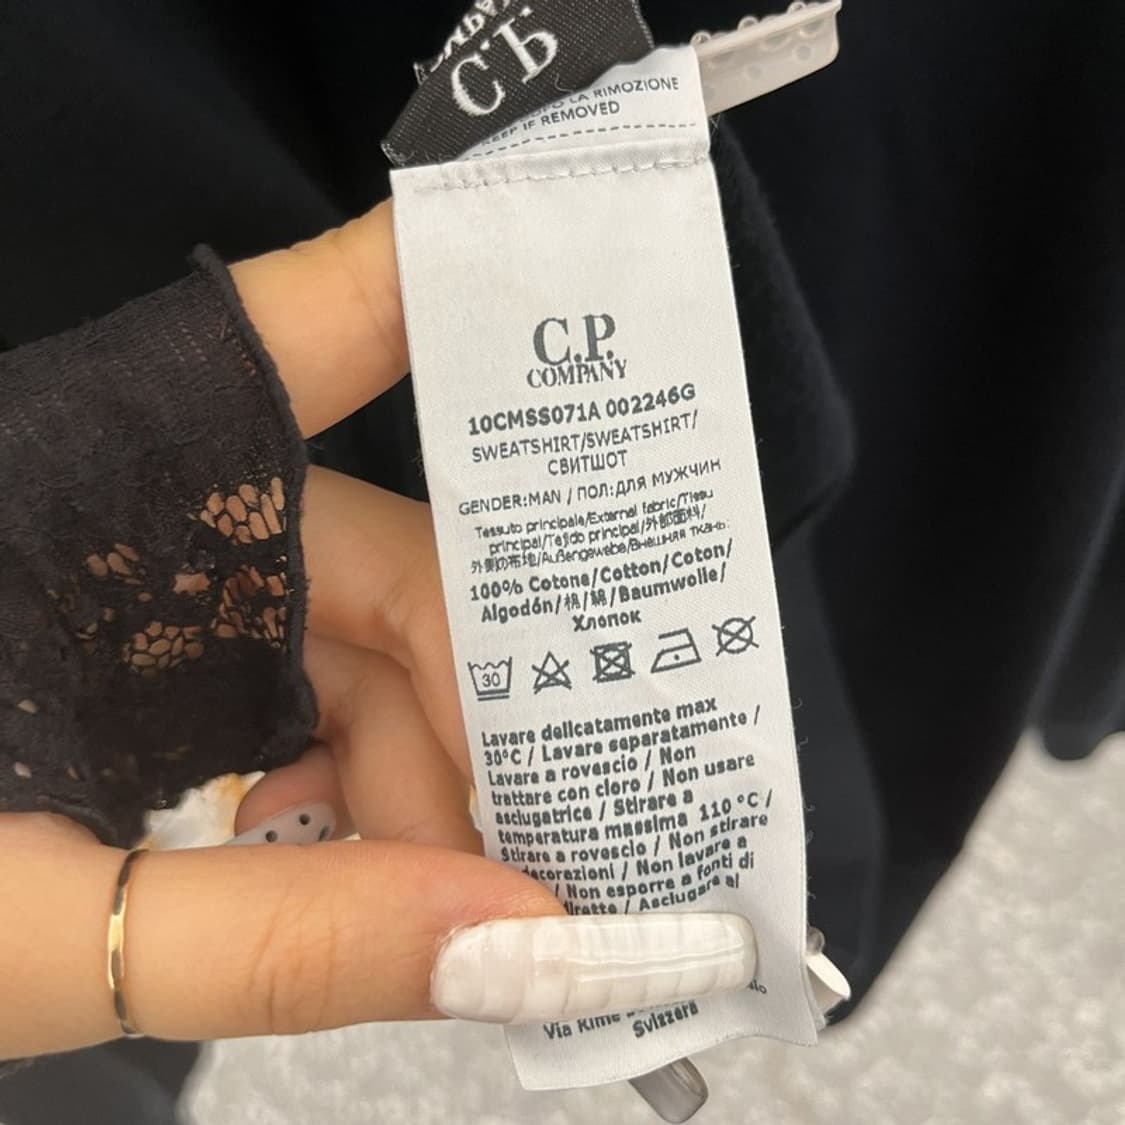 C.P.
LA RIMOZIONE
KEEP IF REMOVED
C.P.
COMPANY
10CMSS071A 002246G
SWEATSHIRT/SWEATSHIRT/
СВИТШОТ
GENDER:MAN / ПОЛ:ДЛЯ МУЖЧИН
Tessuto principale/External fabric/Tissu
principal/Tejido principal/外部面料/
外側の布地/Außengewebe/Внешняя ткань:
100% Cotone/Cotton/Coton/
Algodón/棉/綿/Baumwolle/
Хлопок
30
Lavare delicatamente max
30°C / Lavare separatamente /
Lavare a rovescio / Non
trattare con cloro / Non usare
asciugatrice / Stirare a
temperatura massima 110 °C /
Stirare a rovescio / Non stirare
decorazioni / Non lavare a
/ Non esporre a fonti di
dirette / Asciugare al
Via
Svizzera